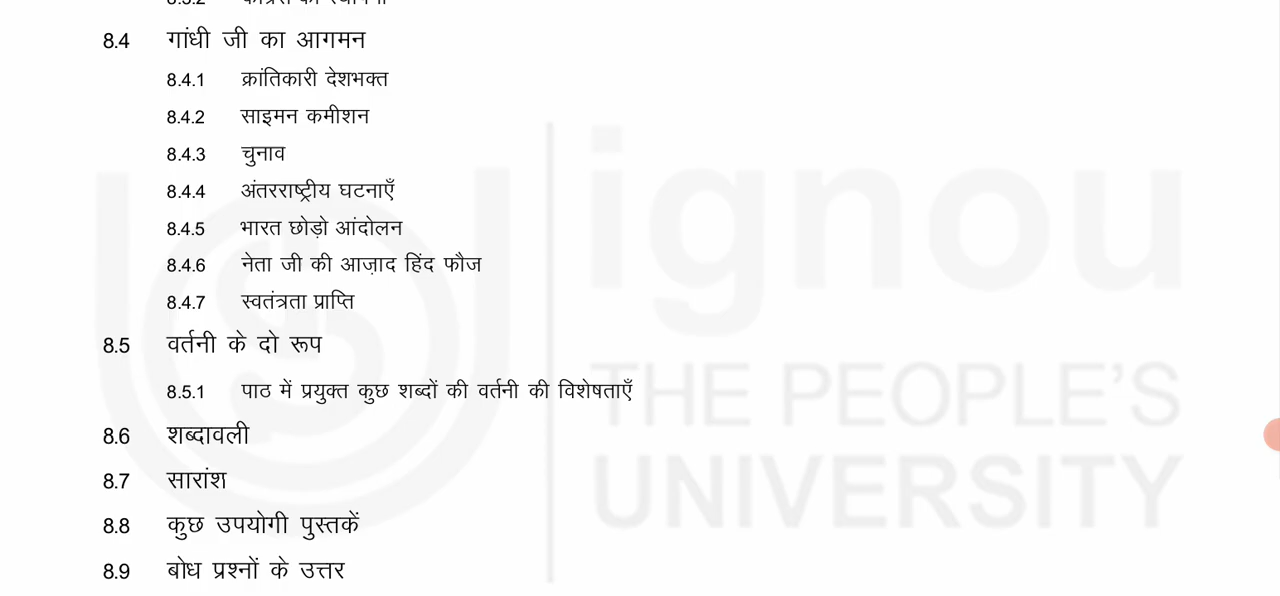 8.4 गांधी जी का आगमन
8.4.1 क्रांतिकारी देशभक्त
8.4.2 साइमन कमीशन
8.4.3 चुनाव
8.4.4 अंतरराष्ट्रीय घटनाएँ
8.4.5 भारत छोड़ो आंदोलन
8.4.6 नेता जी की आज़ाद हिंद फौज
8.4.7 स्वतंत्रता प्राप्ति
8.5 वर्तनी के दो रूप
8.5.1 पाठ में प्रयुक्त कुछ शब्दों की वर्तनी की विशेषताएँ
8.6 शब्दावली
8.7 सारांश
8.8 कुछ उपयोगी पुस्तकें
8.9 बोध प्रश्नों के उत्तर
ignou
THE PEOPLE'S
UNIVERSITY